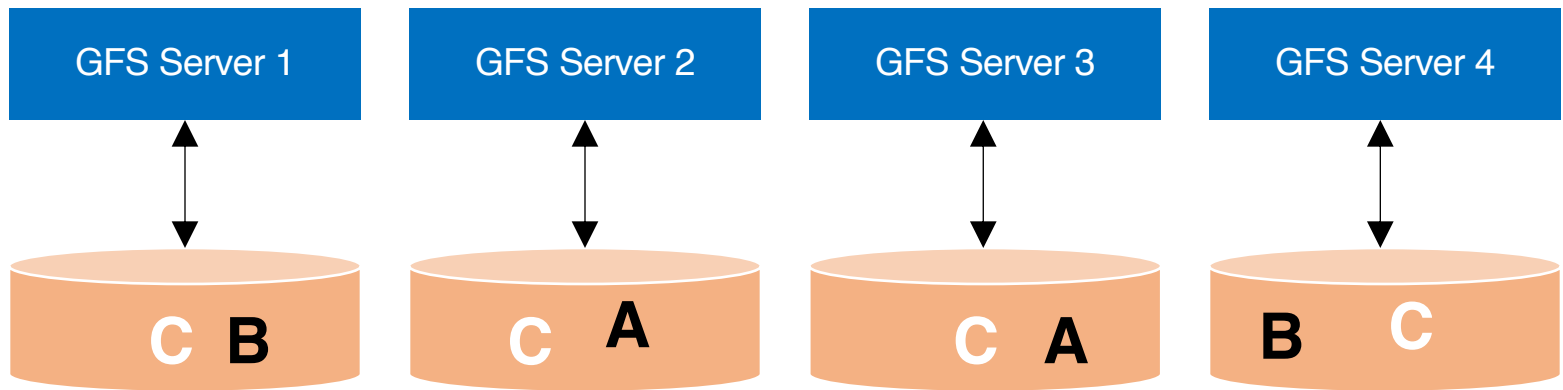 GFS Server 1
GFS Server 2
GFS Server 3
GFS Server 4
C B
C A
C A
B C